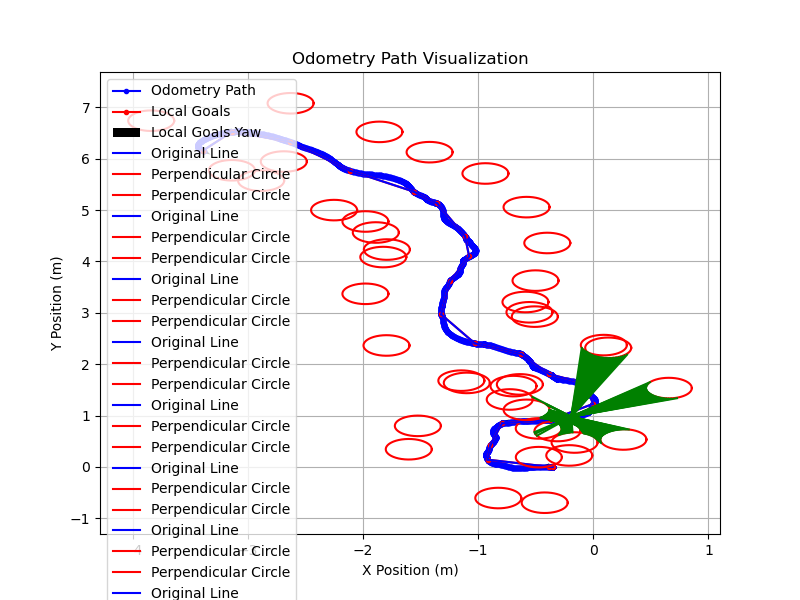 Odometry Path Visualization
Odometry Path
Local Goals
Local Goals Yaw
Original Line
Perpendicular Circle
Perpendicular Circle
Original Line
Perpendicular Circle
Perpendicular Circle
Original Line
Perpendicular Circle
Perpendicular Circle
Original Line
Perpendicular Circle
Perpendicular Circle
Original Line
Perpendicular Circle
Perpendicular Circle
Original Line
Perpendicular Circle
Perpendicular Circle
Original Line
Perpendicular Circle
Perpendicular Circle
Original Line
Y Position (m)
7
6
5
4
3
2
1
0
−1
−4 −3 −2 −1 0 1
X Position (m)